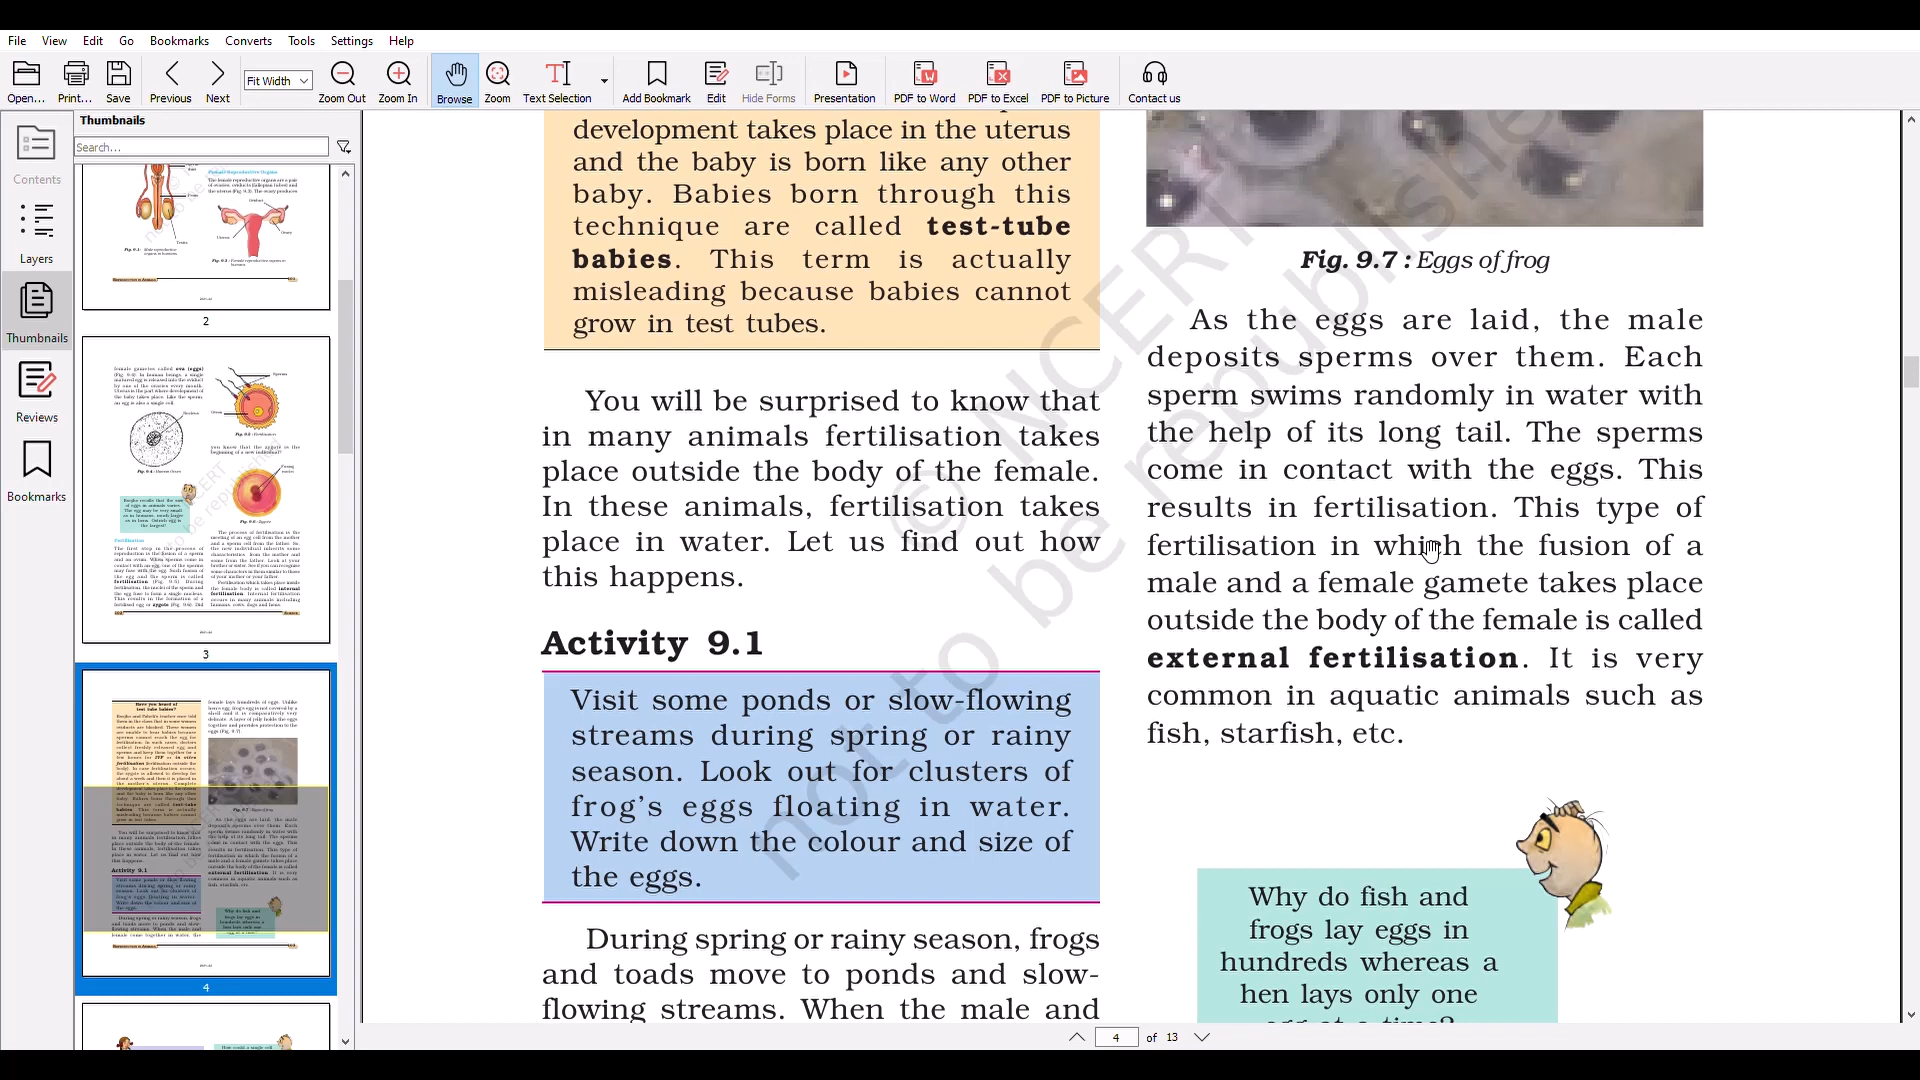 File View Edit Go Bookmarks Converts Tools Settings Help
Open... Print... Save Previous Next Fit Width Zoom Out Zoom In Browse Zoom Text Selection Add Bookmark Edit Hide Forms Presentation PDF to Word PDF to Excel PDF to Picture Contact us
Contents
Layers
Thumbnails
Reviews
Bookmarks
Thumbnails
Search...
2
3
4
development takes place in the uterus
and the baby is born like any other
baby. Babies born through this
technique are called test-tube
babies. This term is actually
misleading because babies cannot
grow in test tubes.
You will be surprised to know that
in many animals fertilisation takes
place outside the body of the female.
In these animals, fertilisation takes
place in water. Let us find out how
this happens.
Activity 9.1
Visit some ponds or slow-flowing
streams during spring or rainy
season. Look out for clusters of
frog's eggs floating in water.
Write down the colour and size of
the eggs.
During spring or rainy season, frogs
and toads move to ponds and slow-
flowing streams. When the male and
Fig. 9.7 : Eggs of frog
As the eggs are laid, the male
deposits sperms over them. Each
sperm swims randomly in water with
the help of its long tail. The sperms
come in contact with the eggs. This
results in fertilisation. This type of
fertilisation in which the fusion of a
male and a female gamete takes place
outside the body of the female is called
external fertilisation. It is very
common in aquatic animals such as
fish, starfish, etc.
Why do fish and
frogs lay eggs in
hundreds whereas a
hen lays only one
egg at a time?
© NCERT
not to be republished
4 of 13